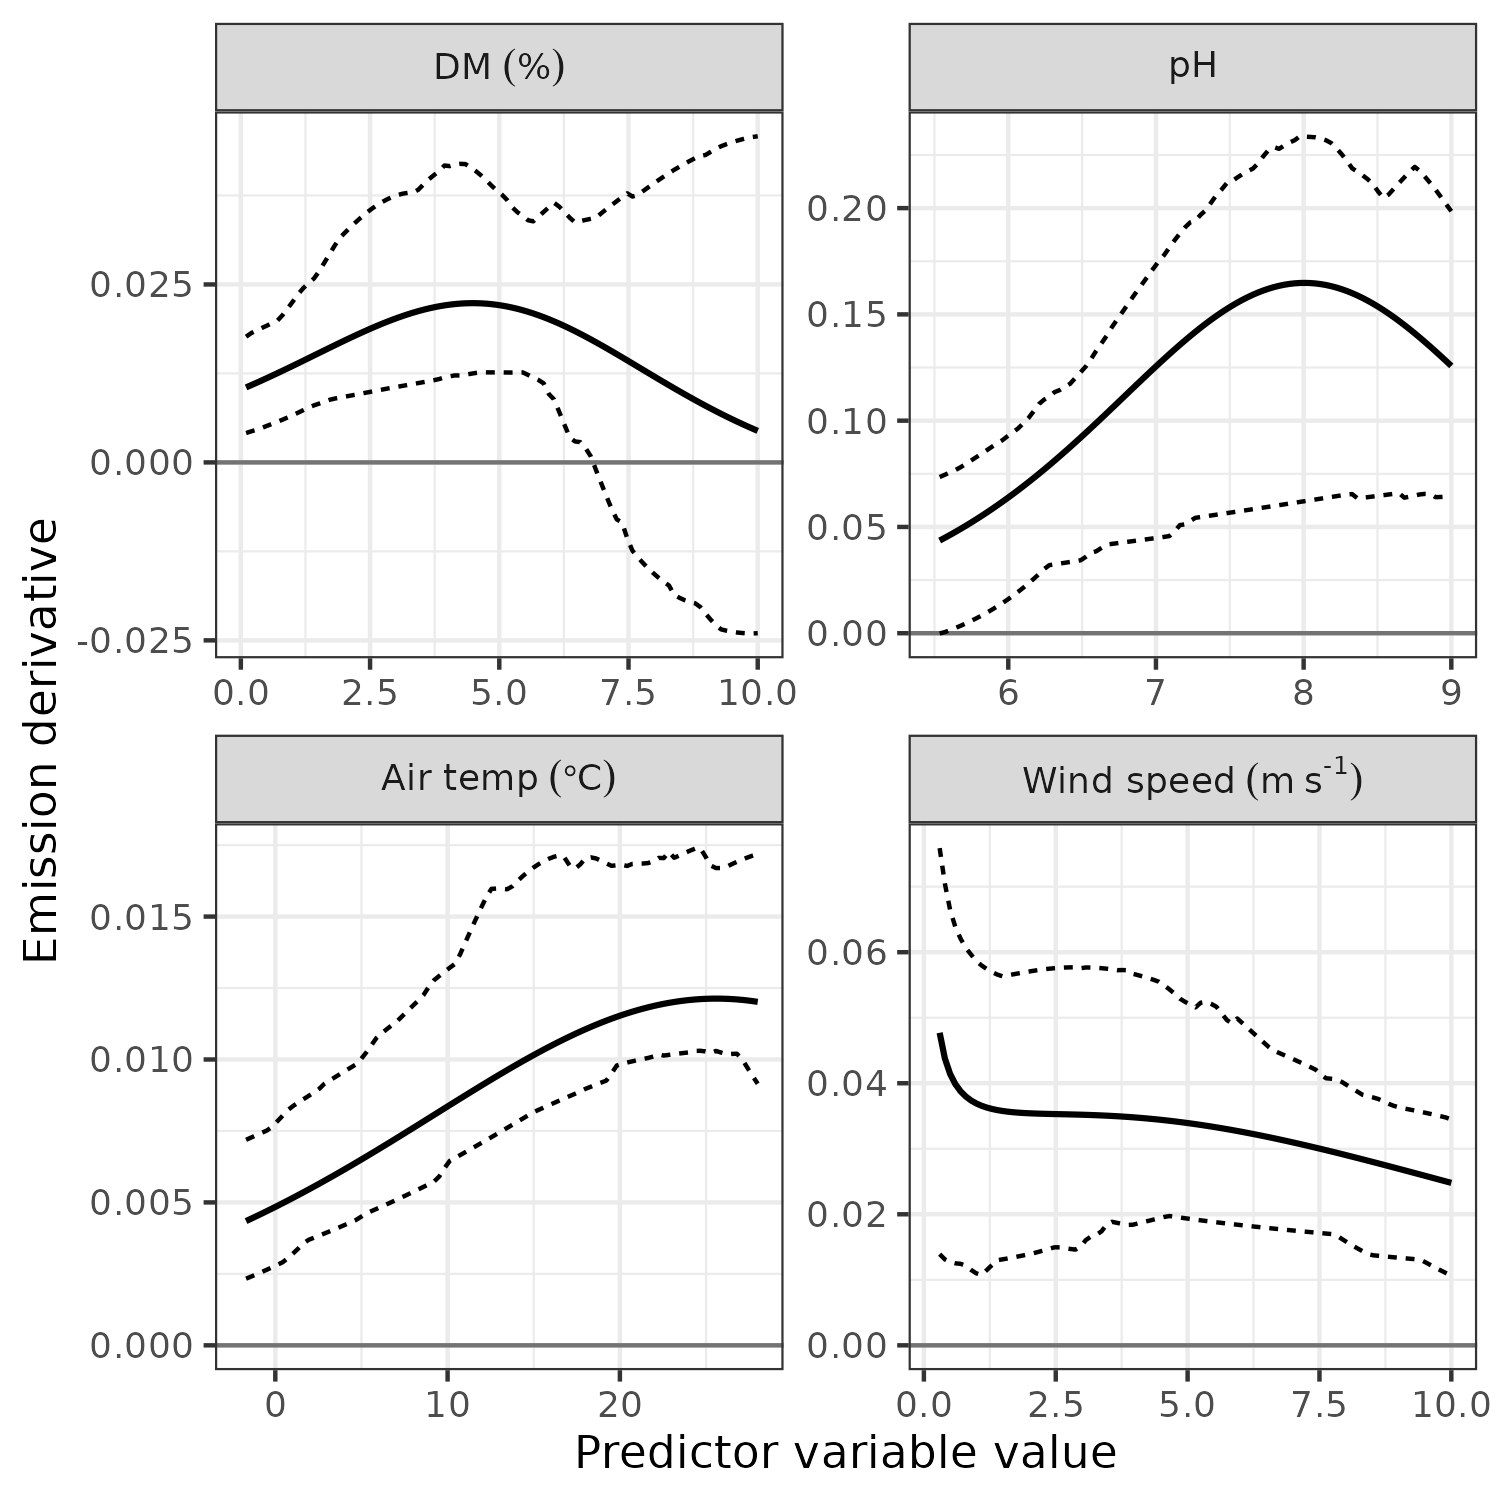 DM (%)
pH
0.025
0.000
-0.025
0.20
0.15
0.10
0.05
0.00
0.0 2.5 5.0 7.5 10.0
6 7 8 9
Emission derivative
Air temp (°C)
Wind speed (m s⁻¹)
0.015
0.010
0.005
0.000
0.06
0.04
0.02
0.00
0 10 20
0.0 2.5 5.0 7.5 10.0
Predictor variable value